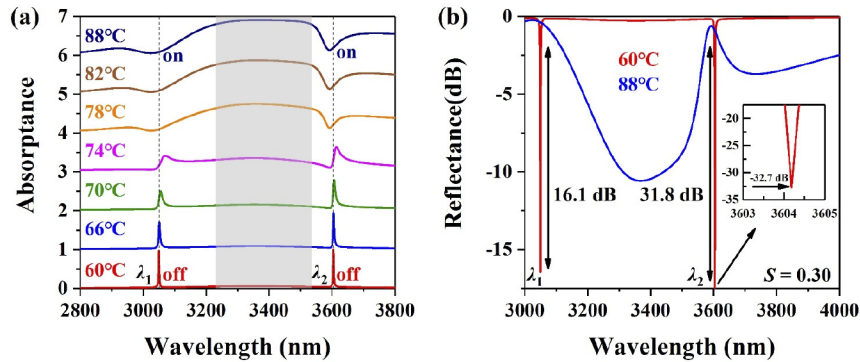 (a)
Absorptance
7
6
5
4
3
2
1
0
88°C
on
on
82°C
78°C
74°C
70°C
66°C
60°C
λ1 off
λ2 off
2800 3000 3200 3400 3600 3800
Wavelength (nm)
(b)
Reflectance(dB)
0
-5
-10
-15
60°C
88°C
16.1 dB
31.8 dB
-20
-25
-30
-35
-32.7 dB
3603 3604 3605
λ1
λ2
S = 0.30
3000 3200 3400 3600 3800 4000
Wavelength (nm)